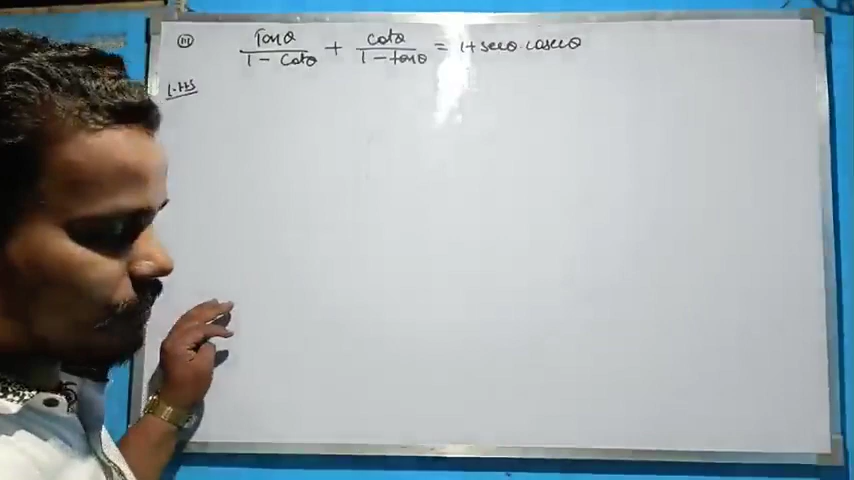 (iii) Tanθ / 1 - Cotθ + Cotθ / 1 - tanθ = 1 + secθ . cosecθ
L.H.S